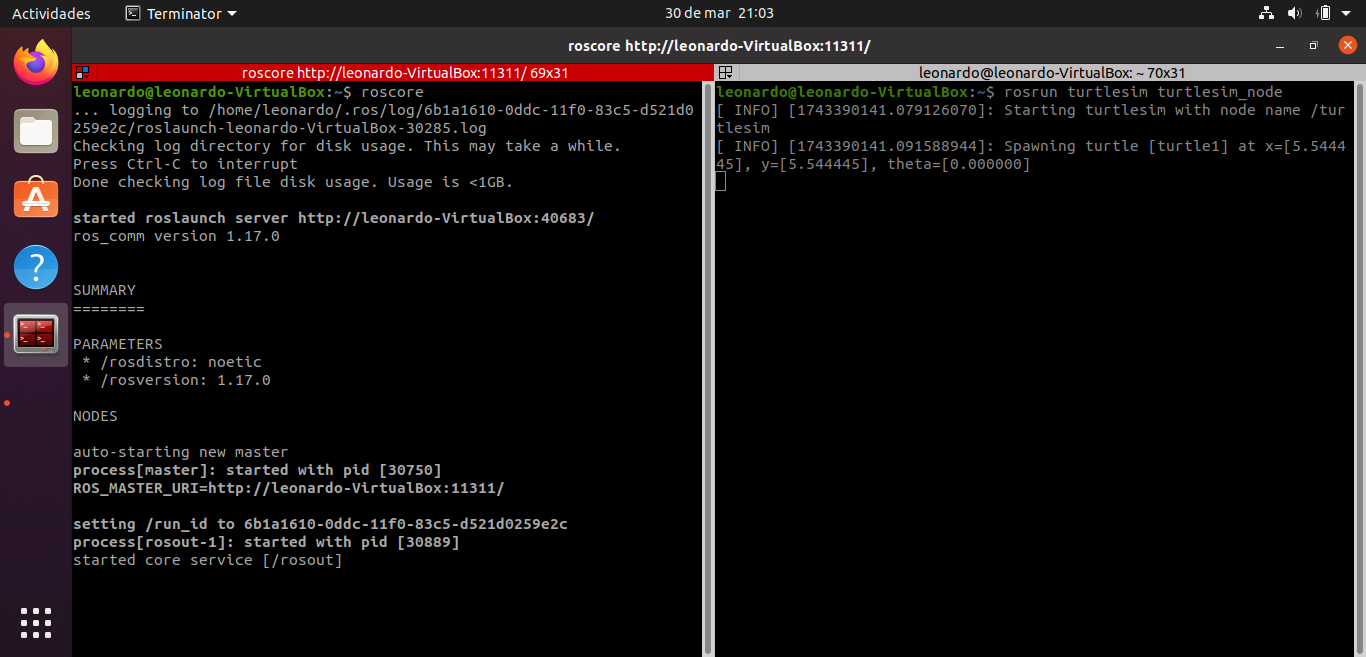 Actividades
Terminator
30 de mar 21:03
roscore http://leonardo-VirtualBox:11311/
roscore http://leonardo-VirtualBox:11311/ 69x31
leonardo@leonardo-VirtualBox:~$ roscore
... logging to /home/leonardo/.ros/log/6b1a1610-0ddc-11f0-83c5-d521d0
259e2c/roslaunch-leonardo-VirtualBox-30285.log
Checking log directory for disk usage. This may take a while.
Press Ctrl-C to interrupt
Done checking log file disk usage. Usage is <1GB.
started roslaunch server http://leonardo-VirtualBox:40683/
ros_comm version 1.17.0
SUMMARY
========
PARAMETERS
* /rosdistro: noetic
* /rosversion: 1.17.0
NODES
auto-starting new master
process[master]: started with pid [30750]
ROS_MASTER_URI=http://leonardo-VirtualBox:11311/
setting /run_id to 6b1a1610-0ddc-11f0-83c5-d521d0259e2c
process[rosout-1]: started with pid [30889]
started core service [/rosout]
leonardo@leonardo-VirtualBox: ~ 70x31
leonardo@leonardo-VirtualBox:~$ rosrun turtlesim turtlesim_node
[ INFO] [1743390141.079126070]: Starting turtlesim with node name /tur
tlesim
[ INFO] [1743390141.091588944]: Spawning turtle [turtle1] at x=[5.5444
45], y=[5.544445], theta=[0.000000]